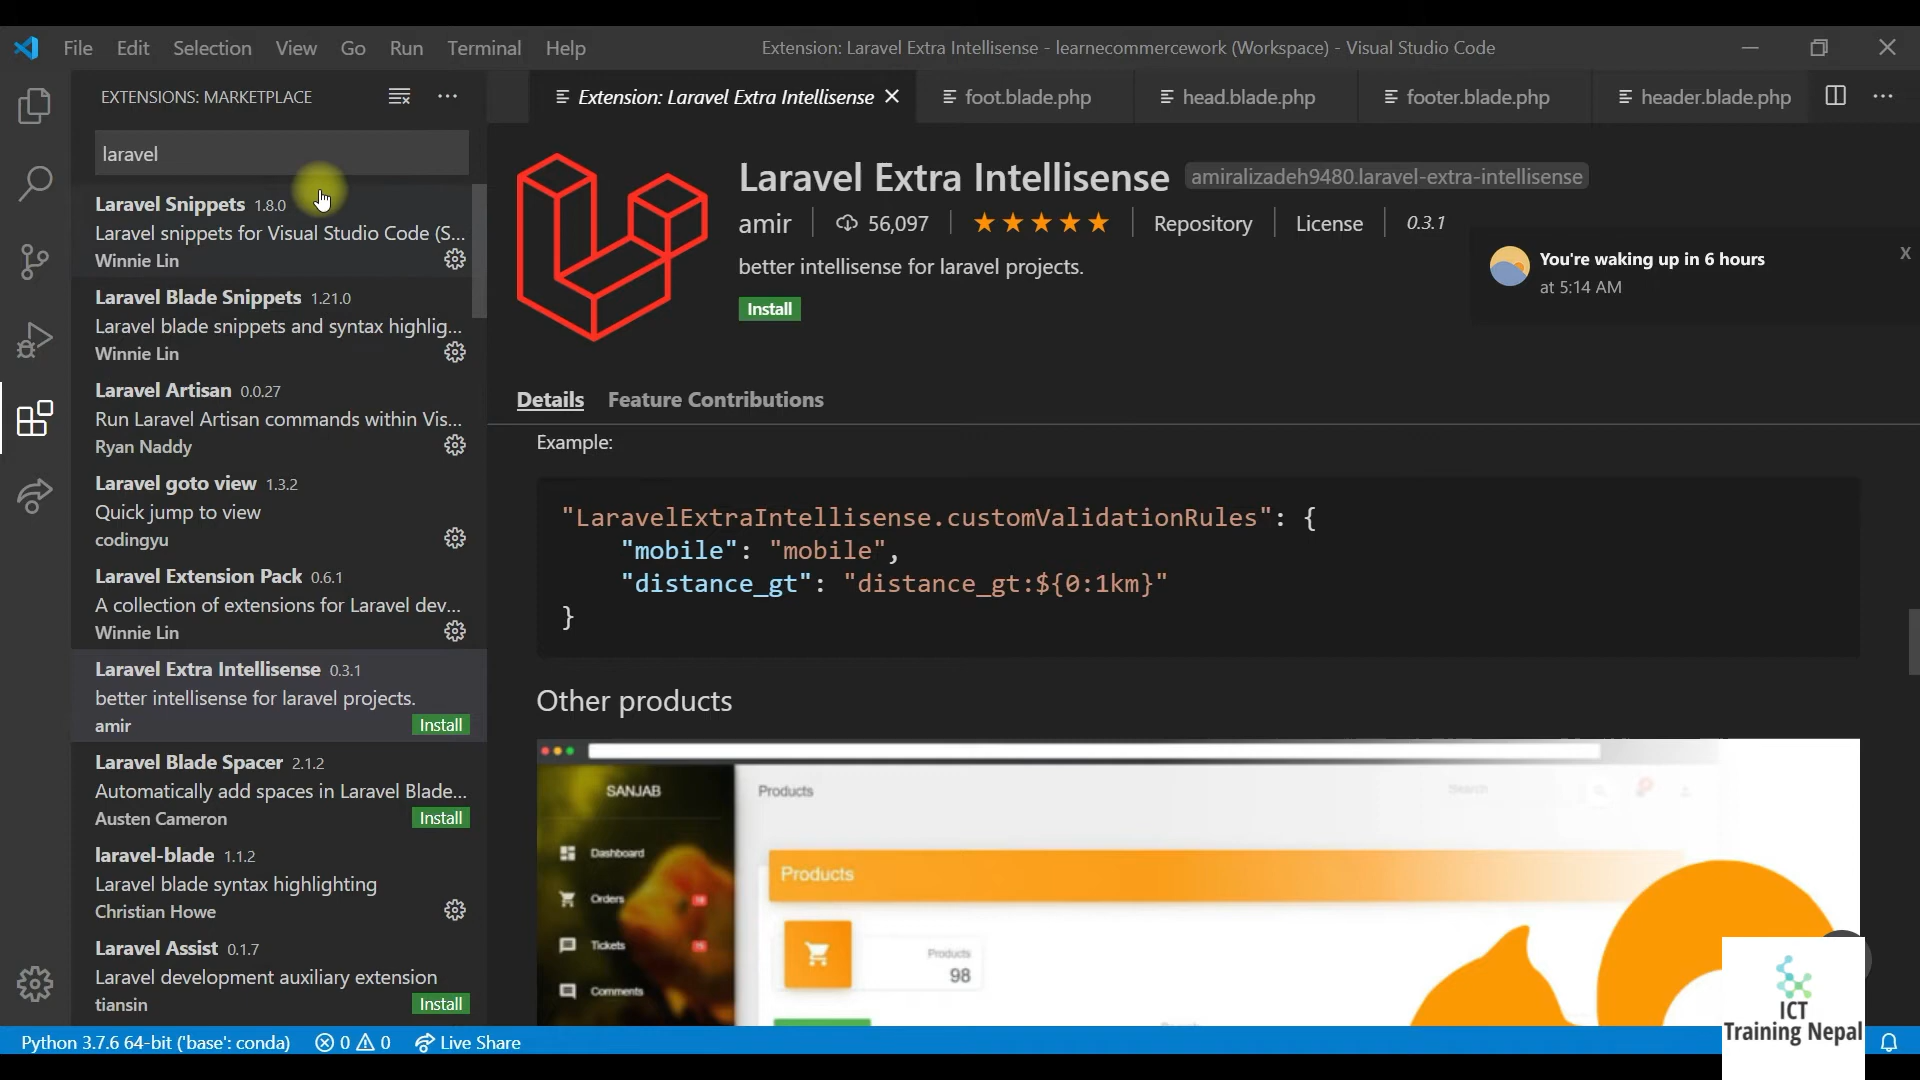 File Edit Selection View Go Run Terminal Help
Extension: Laravel Extra Intellisense - learnecommercework (Workspace) - Visual Studio Code
EXTENSIONS: MARKETPLACE
laravel
Laravel Snippets 1.8.0
Laravel snippets for Visual Studio Code (S...
Winnie Lin
Laravel Blade Snippets 1.21.0
Laravel blade snippets and syntax highlig...
Winnie Lin
Laravel Artisan 0.0.27
Run Laravel Artisan commands within Vis...
Ryan Naddy
Laravel goto view 1.3.2
Quick jump to view
codingyu
Laravel Extension Pack 0.6.1
A collection of extensions for Laravel dev...
Winnie Lin
Laravel Extra Intellisense 0.3.1
better intellisense for laravel projects.
amir Install
Laravel Blade Spacer 2.1.2
Automatically add spaces in Laravel Blade...
Austen Cameron Install
laravel-blade 1.1.2
Laravel blade syntax highlighting
Christian Howe
Laravel Assist 0.1.7
Laravel development auxiliary extension
tiansin Install
Extension: Laravel Extra Intellisense foot.blade.php head.blade.php footer.blade.php header.blade.php
Laravel Extra Intellisense amiralizadeh9480.laravel-extra-intellisense
amir 56,097 Repository License 0.3.1
better intellisense for laravel projects.
Install
You're waking up in 6 hours X
at 5:14 AM
Details Feature Contributions
Example:
"LaravelExtraIntellisense.customValidationRules": {
"mobile": "mobile",
"distance_gt": "distance_gt:${0:1km}"
}
Other products
SANJAB Products Search
Dashboard
Products
Orders
Tickets
Products
98
Comments
ICT
Training Nepal
Python 3.7.6 64-bit ('base': conda) 0 0 Live Share